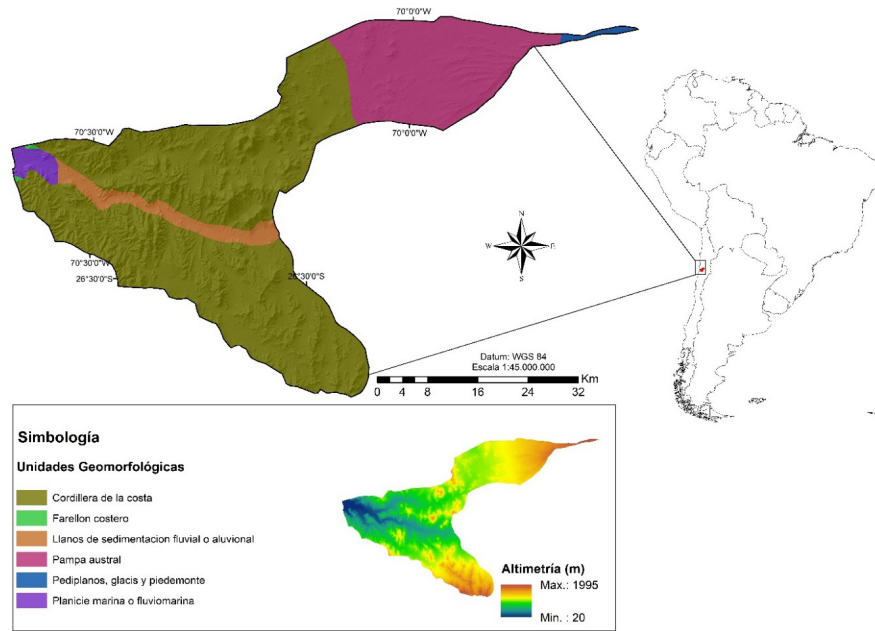 70°0'0"W
70°30'0"W
70°0'0"W
70°30'0"W
26°30'0"S
26°30'0"S
N
W
E
S
Datum: WGS 84
Escala 1:45.000.000
Km
0 2 4 8 16 24 32
Simbología
Unidades Geomorfológicas
Cordillera de la costa
Farellon costero
Llanos de sedimentacion fluvial o aluvional
Pampa austral
Pediplanos, glacis y piedemonte
Planicie marina o fluviomarina
Altimetría (m)
Max.: 1995
Min. : 20